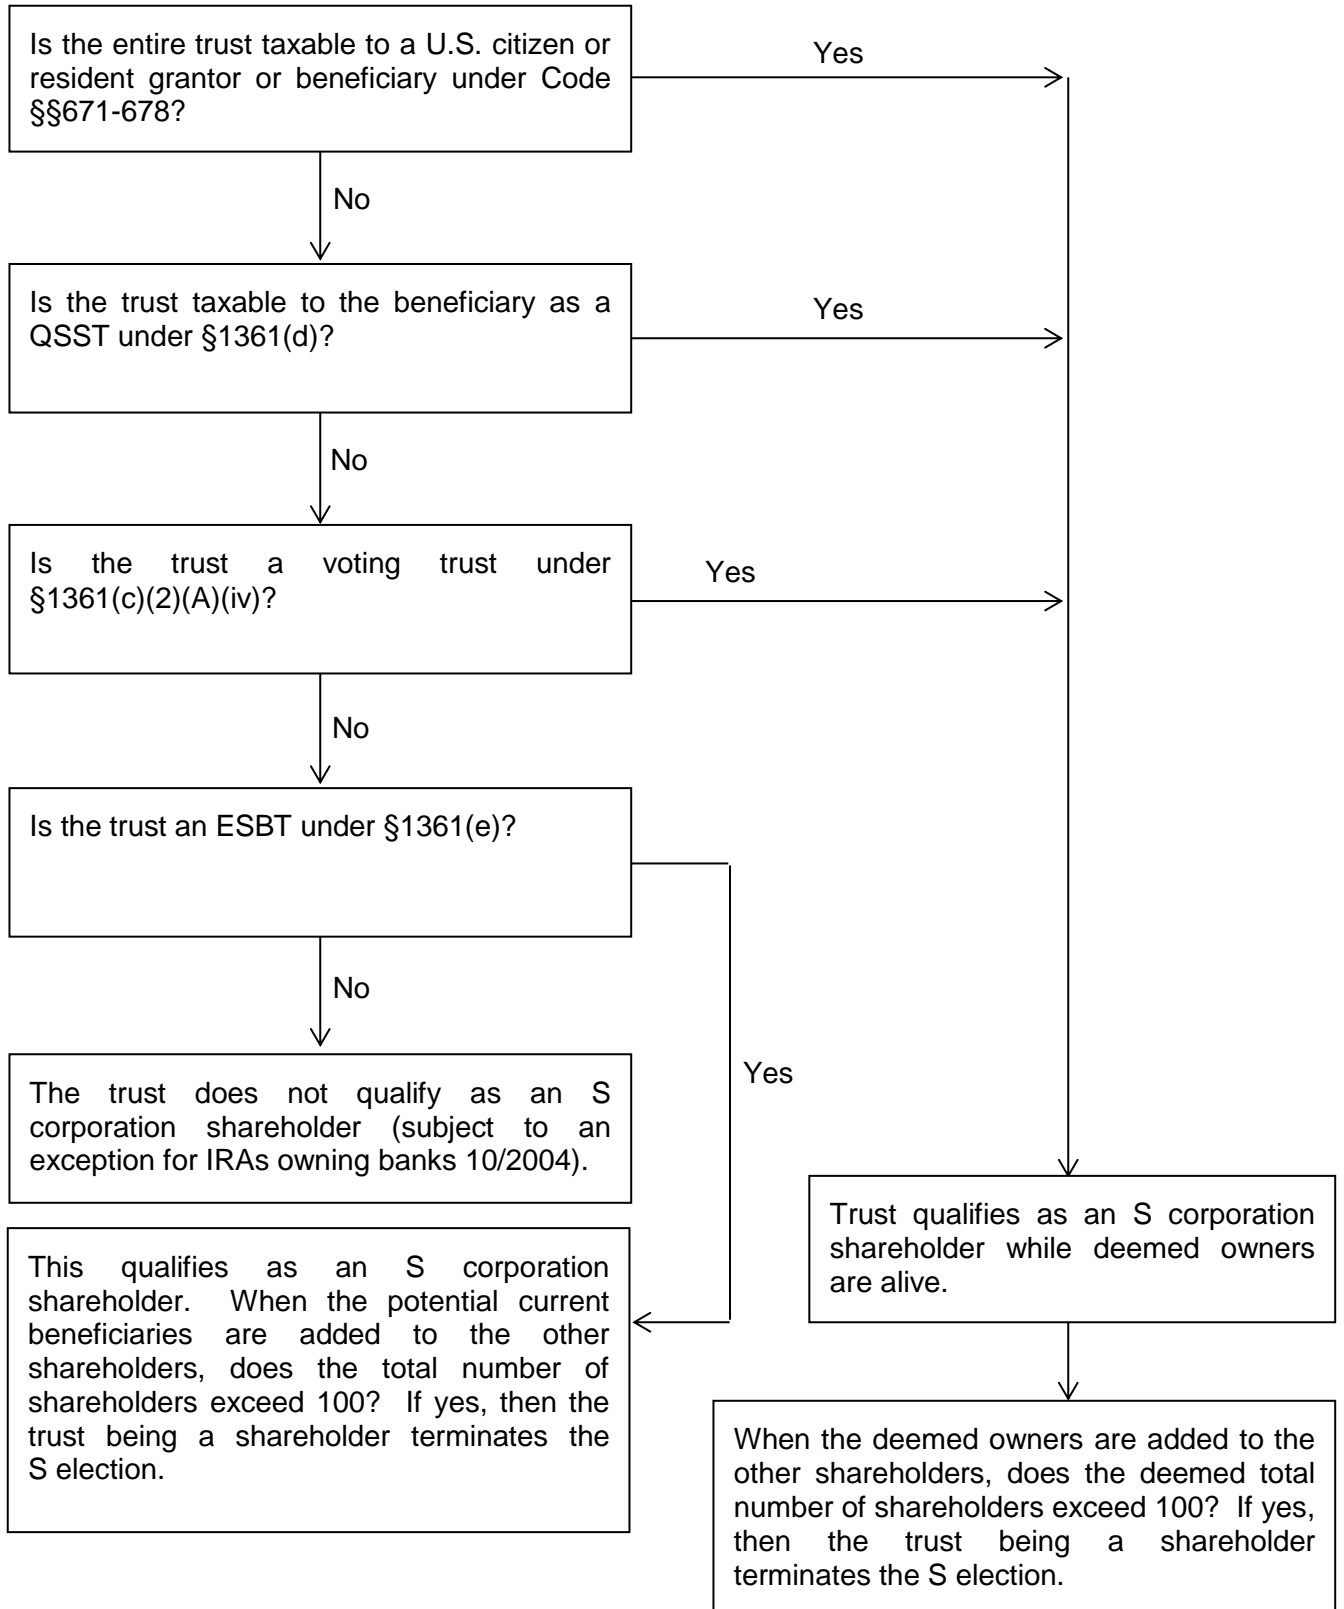 Is the entire trust taxable to a U.S. citizen or
resident grantor or beneficiary under Code
§§671-678?
Yes
No
Is the trust taxable to the beneficiary as a
QSST under §1361(d)?
Yes
No
Is the trust a voting trust under
§1361(c)(2)(A)(iv)?
Yes
No
Is the trust an ESBT under §1361(e)?
No
Yes
The trust does not qualify as an S
corporation shareholder (subject to an
exception for IRAs owning banks 10/2004).
This qualifies as an S corporation
shareholder. When the potential current
beneficiaries are added to the other
shareholders, does the total number of
shareholders exceed 100? If yes, then the
trust being a shareholder terminates the
S election.
Trust qualifies as an S corporation
shareholder while deemed owners
are alive.
When the deemed owners are added to the
other shareholders, does the deemed total
number of shareholders exceed 100? If yes,
then the trust being a shareholder
terminates the S election.